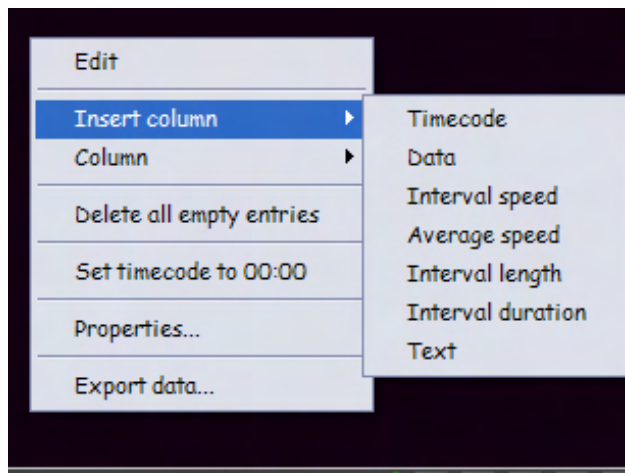 Edit
Insert column
Column
Delete all empty entries
Set timecode to 00:00
Properties...
Export data...
Timecode
Data
Interval speed
Average speed
Interval length
Interval duration
Text